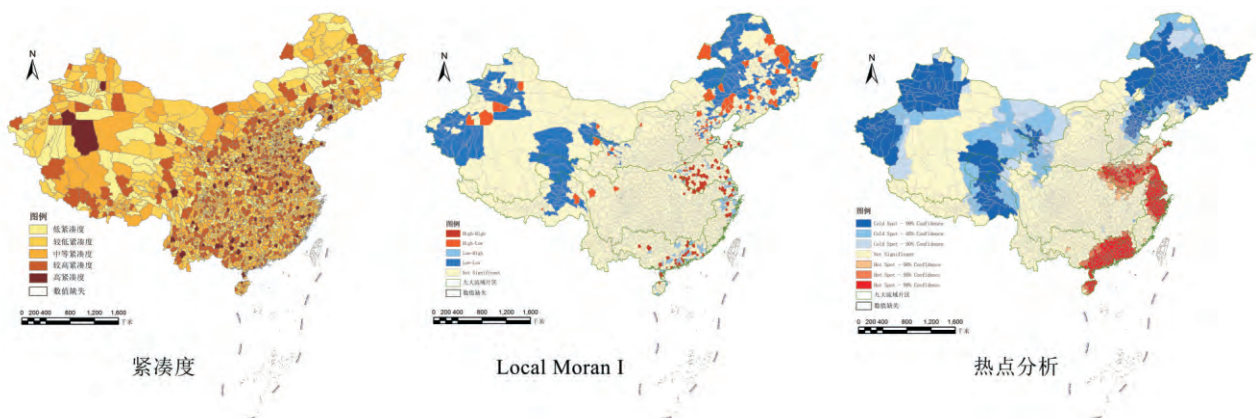 N
图例
低紧凑度
较低紧凑度
中等紧凑度
较高紧凑度
高紧凑度
数值缺失
0 200 400 800 1,200 1,600
千米
紧凑度
N
图例
High-High
High-Low
Low-High
Low-Low
Not Significant
九大流域片区
数值缺失
0 200 400 800 1,200 1,600
千米
Local Moran I
N
图例
Cold Spot - 99% Confidence
Cold Spot - 95% Confidence
Cold Spot - 90% Confidence
Not Significant
Hot Spot - 90% Confidence
Hot Spot - 95% Confidence
Hot Spot - 99% Confidence
九大流域片区
数值缺失
0 200 400 800 1,200 1,600
千米
热点分析